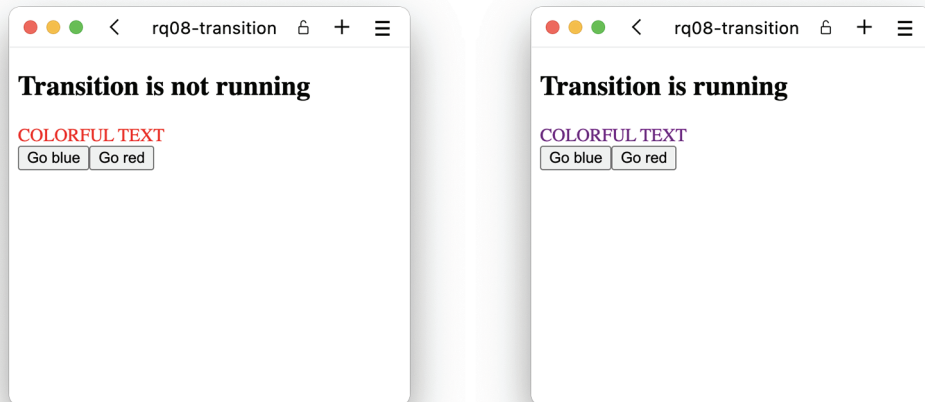 rq08-transition
Transition is not running
COLORFUL TEXT
Go blue Go red
rq08-transition
Transition is running
COLORFUL TEXT
Go blue Go red